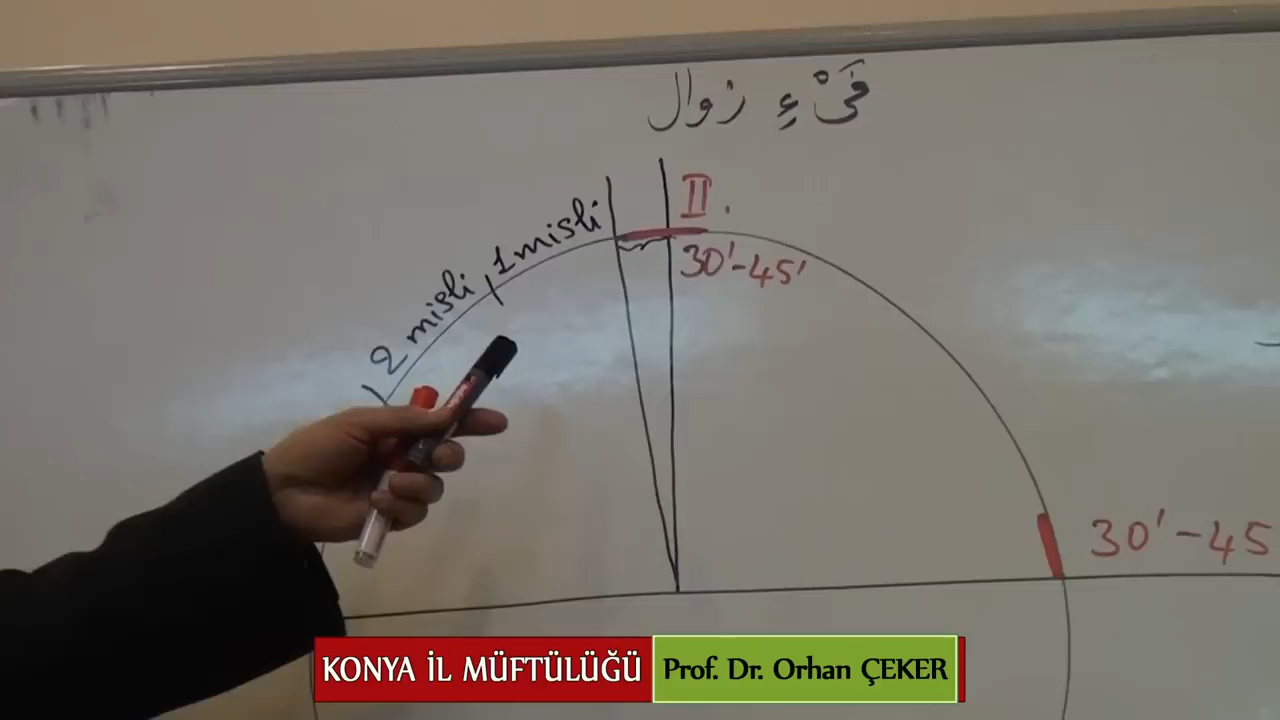 فَىْءِ زوال
II.
1 misli
30'-45'
2 misli
30'-45
KONYA İL MÜFTÜLÜĞÜ
Prof. Dr. Orhan ÇEKER